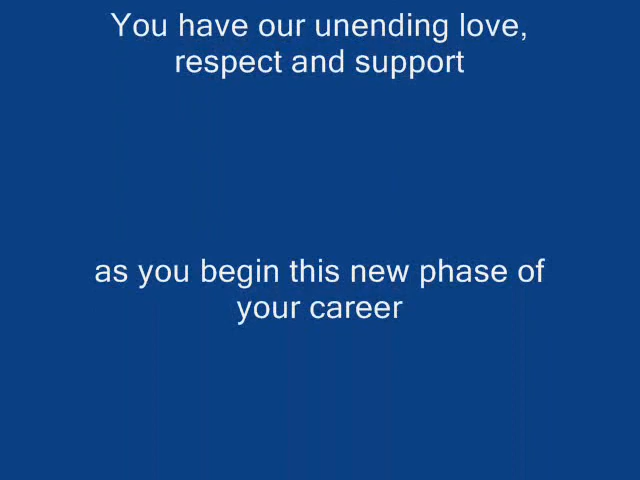 You have our unending love,
respect and support
as you begin this new phase of
your career